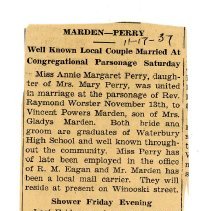 MARDEN—PERRY
11-17-37
Well Known Local Couple Married At
Congregational Parsonage Saturday
Miss Annie Margaret Perry, daugh-
ter of Mrs. Mary Perry, was united
in marriage at the parsonage of Rev.
Raymond Worster November 13th, to
Vincent Powers Marden, son of Mrs.
Gladys Marden. Both bride and
groom are graduates of Waterbury
High School and well known through-
out the community. Miss Perry has
of late been employed in the office
of R. M. Eagan and Mr. Marden has
been a local mail carrier. They will
reside at present on Winooski street.
Shower Friday Evening